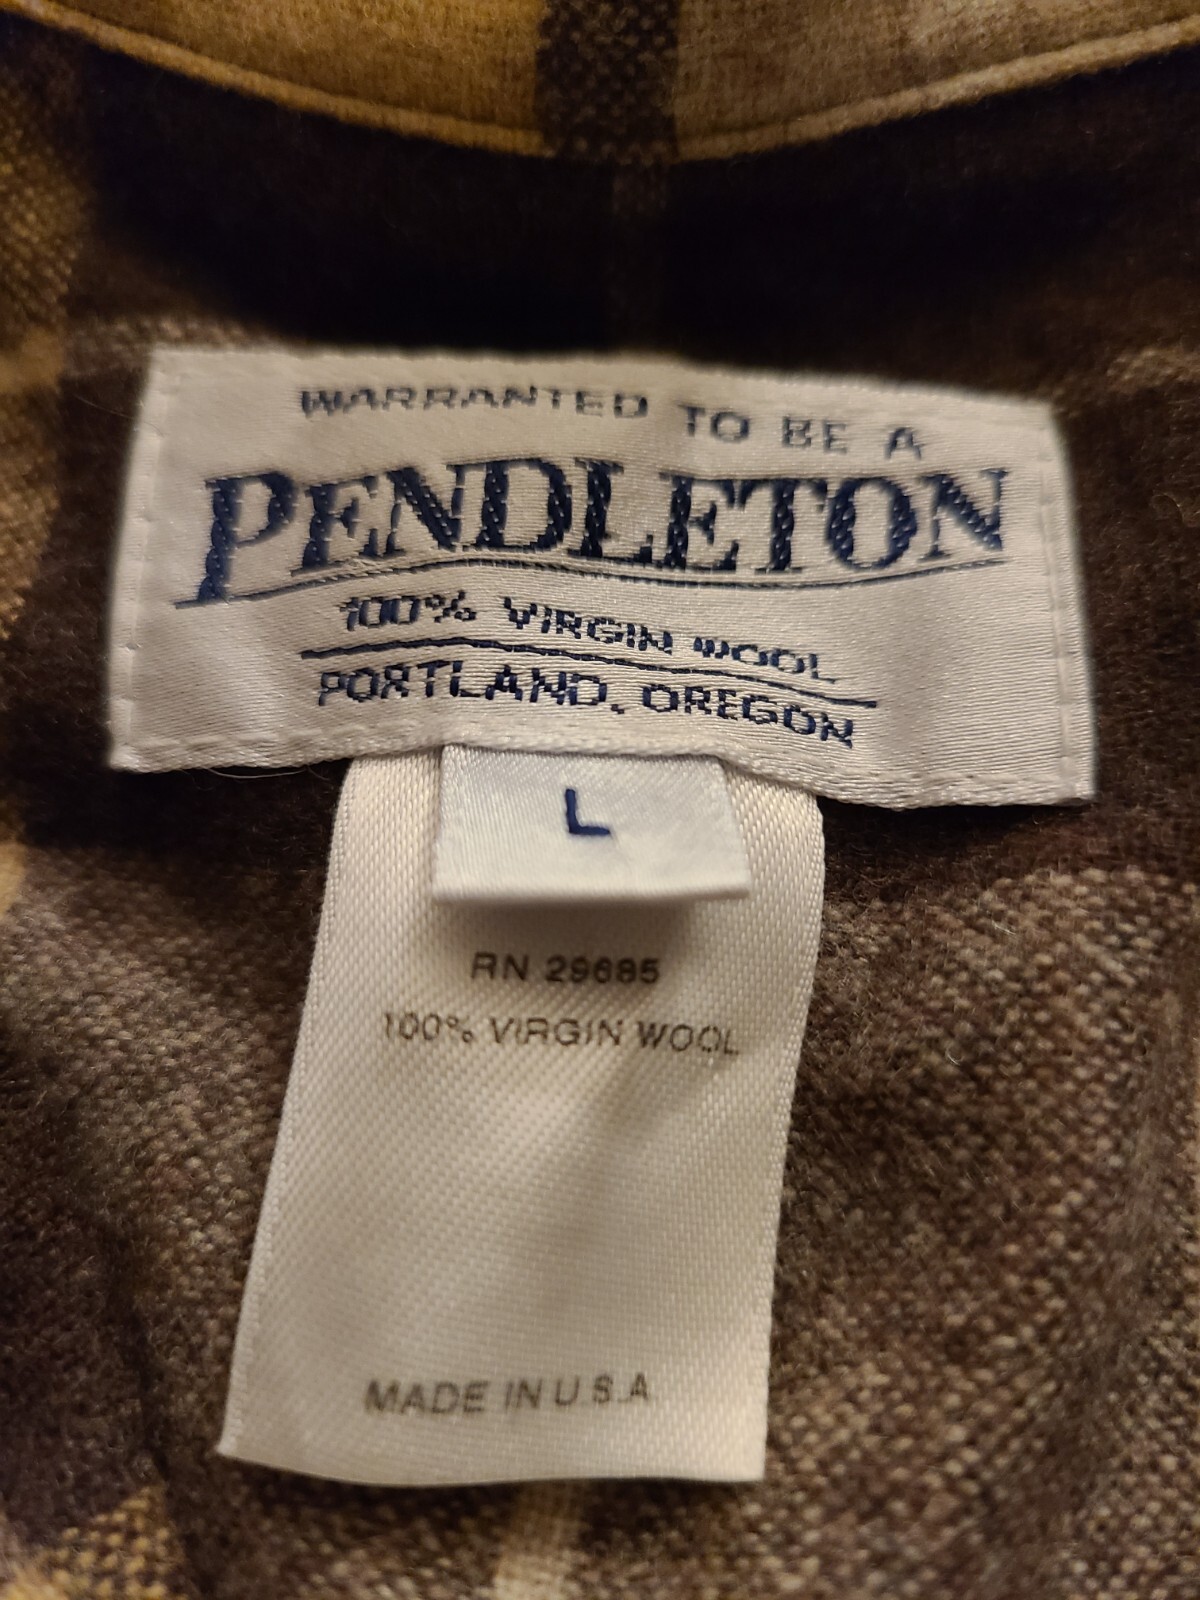 WARRANTED TO BE A
PENDLETON
100% VIRGIN WOOL
PORTLAND, OREGON
L
RN 29685
100% VIRGIN WOOL
MADE IN U.S.A